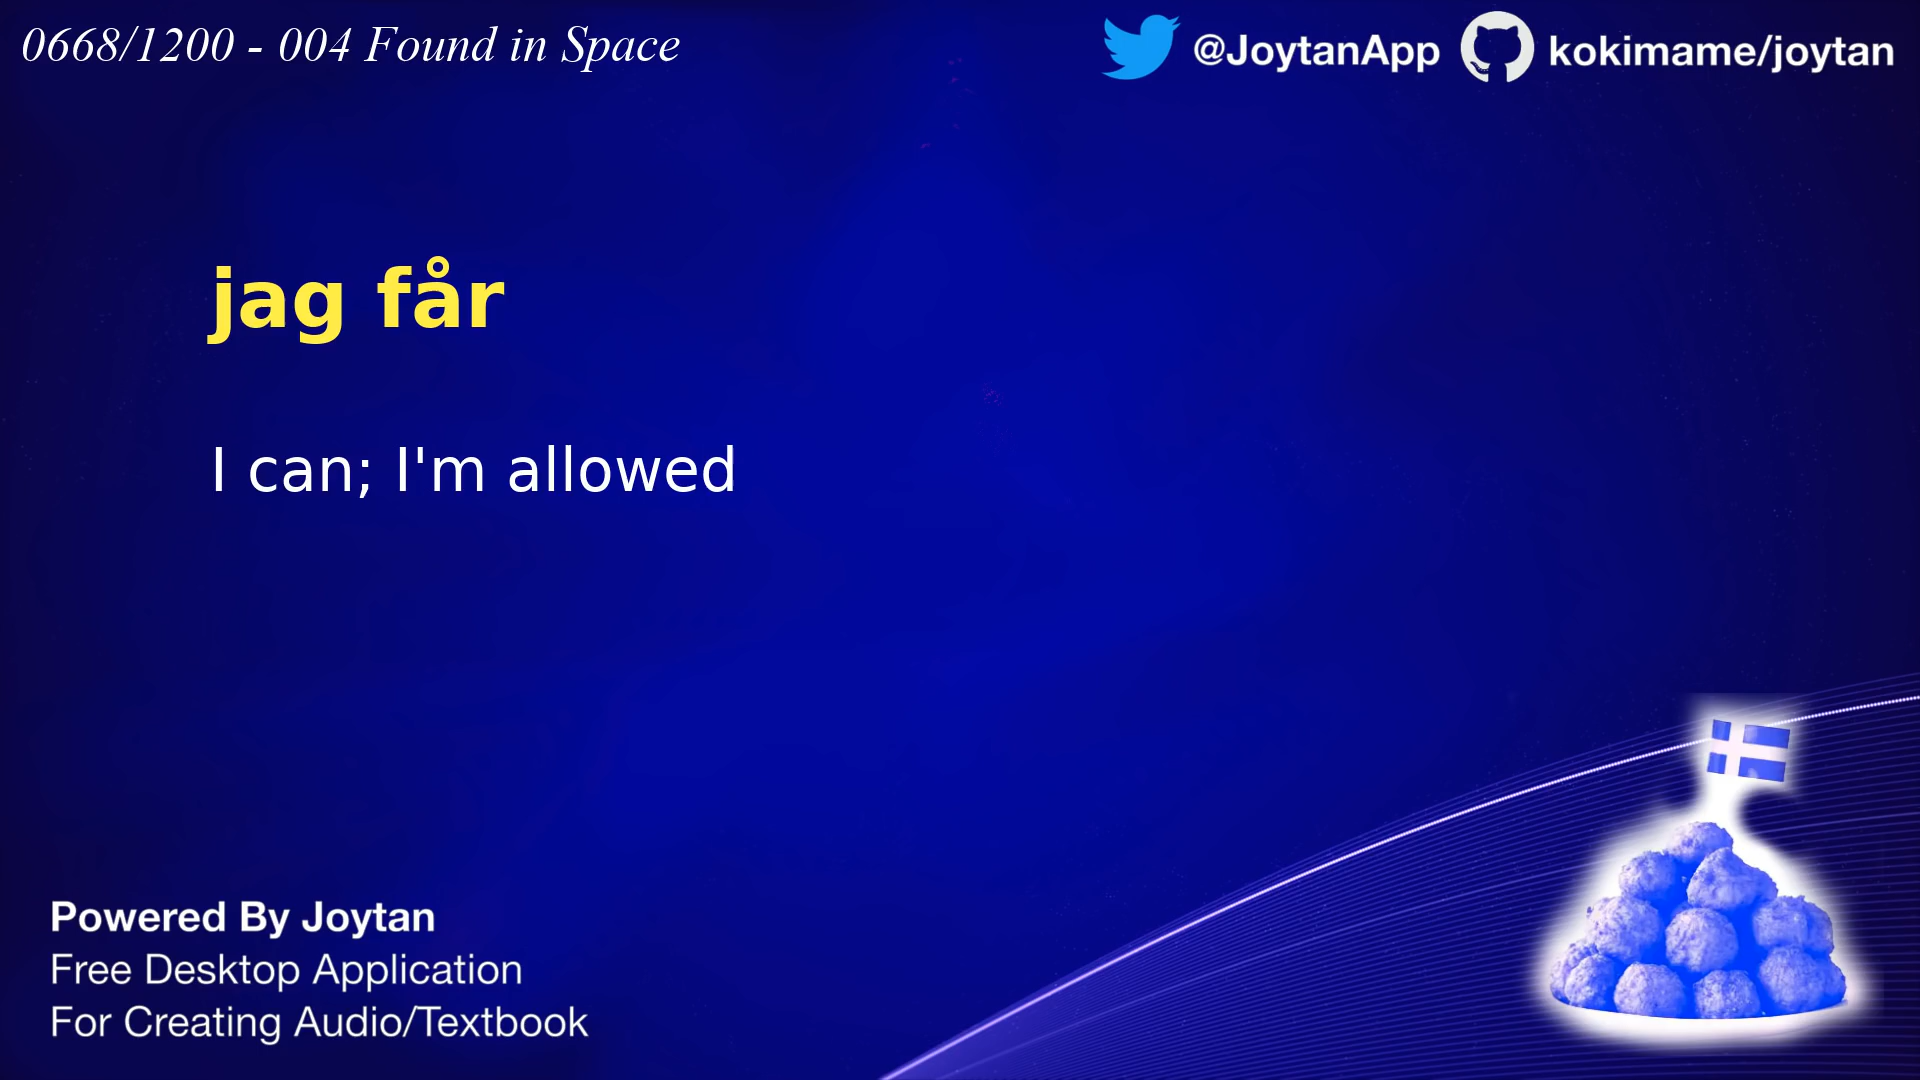 0668/1200 - 004 Found in Space
@JoytanApp
kokimame/joytan
jag får
I can; I'm allowed
Powered By Joytan
Free Desktop Application
For Creating Audio/Textbook